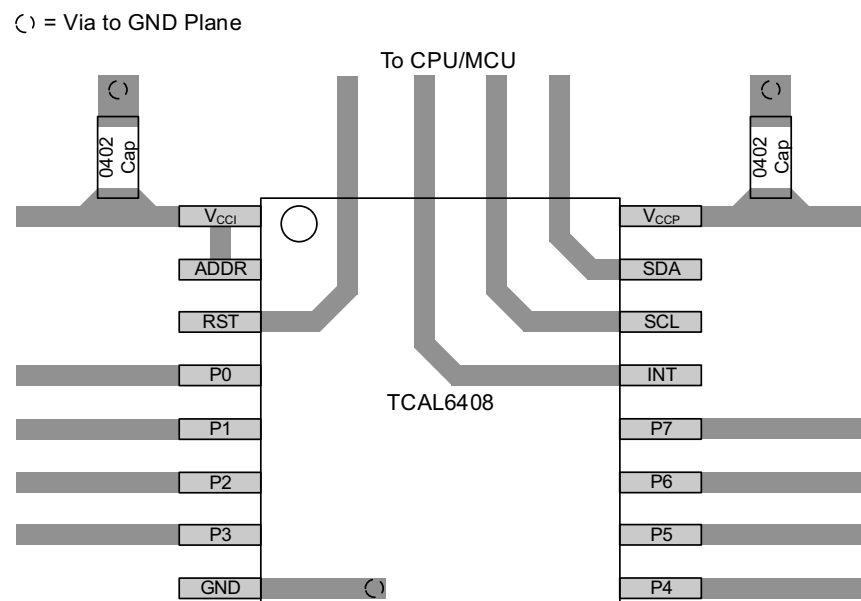 = Via to GND Plane
To CPU/MCU
0402
Cap
0402
Cap
VCCI
VCCP
ADDR
SDA
RST
SCL
P0
INT
TCAL6408
P1
P7
P2
P6
P3
P5
GND
P4